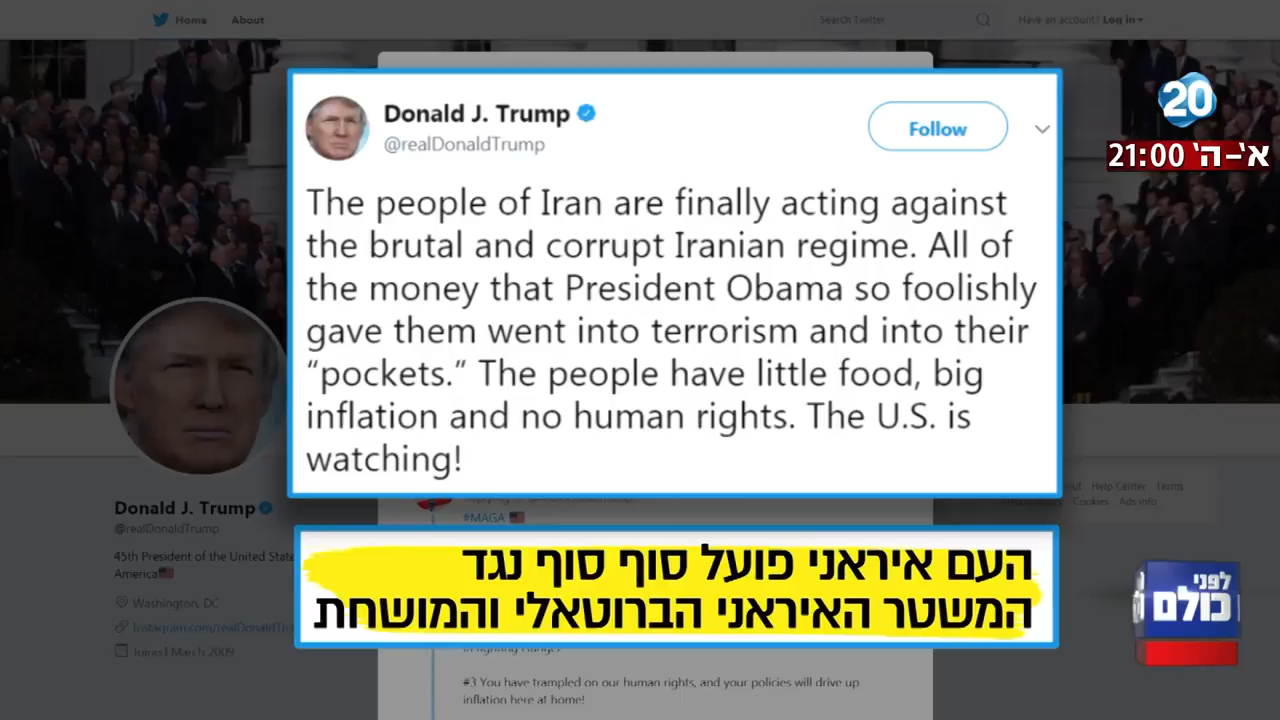 Home About Search Twitter Have an account? Log in
20
א'-ה' 21:00
Donald J. Trump
@realDonaldTrump
Follow
The people of Iran are finally acting against
the brutal and corrupt Iranian regime. All of
the money that President Obama so foolishly
gave them went into terrorism and into their
“pockets.” The people have little food, big
inflation and no human rights. The U.S. is
watching!
Donald J. Trump
@realDonaldTrump
45th President of the United State
America
Washington, DC
Instagram.com/realDonaldTr
Joined March 2009
Help Center Terms
Cookies Ads info
#MAGA
העם איראני פועל סוף סוף נגד
המשטר האיראני הברוטאלי והמושחת
#3 You have trampled on our human rights, and your policies will drive up
inflation here at home!
לפני
כולם